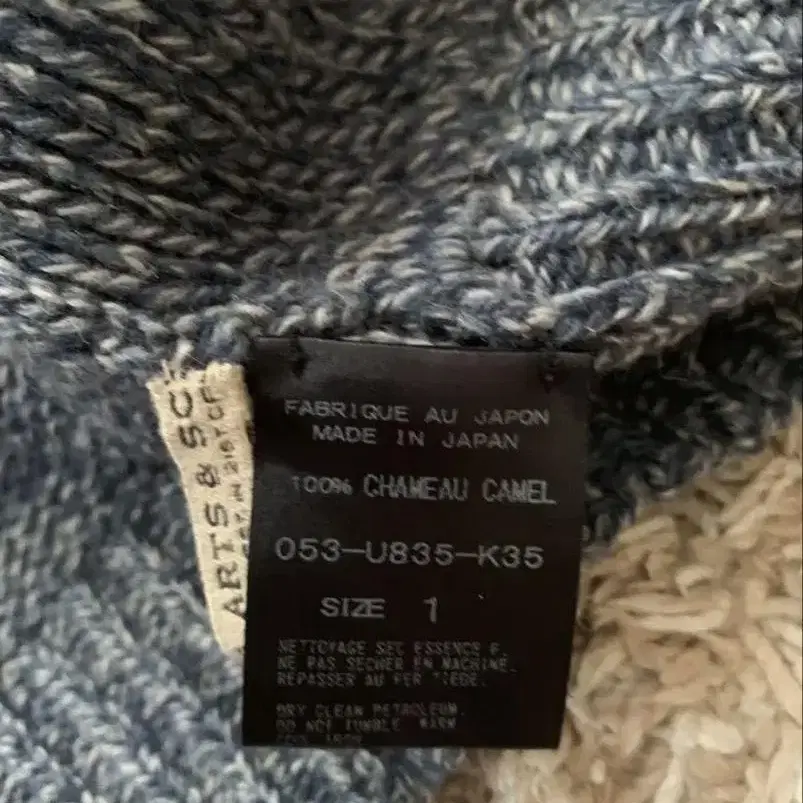 FABRIQUE AU JAPON
MADE IN JAPAN
100% CHAMEAU CAMEL
053-U835-K35
SIZE 1
NETTOYAGE SEC ESSENCE F.
NE PAS SECHER EN MACHINE.
REPASSER AU FER TIEDE.
DRY CLEAN PETROLEUM.
DO NOT TUMBLE WARM
IRON
ARTS &